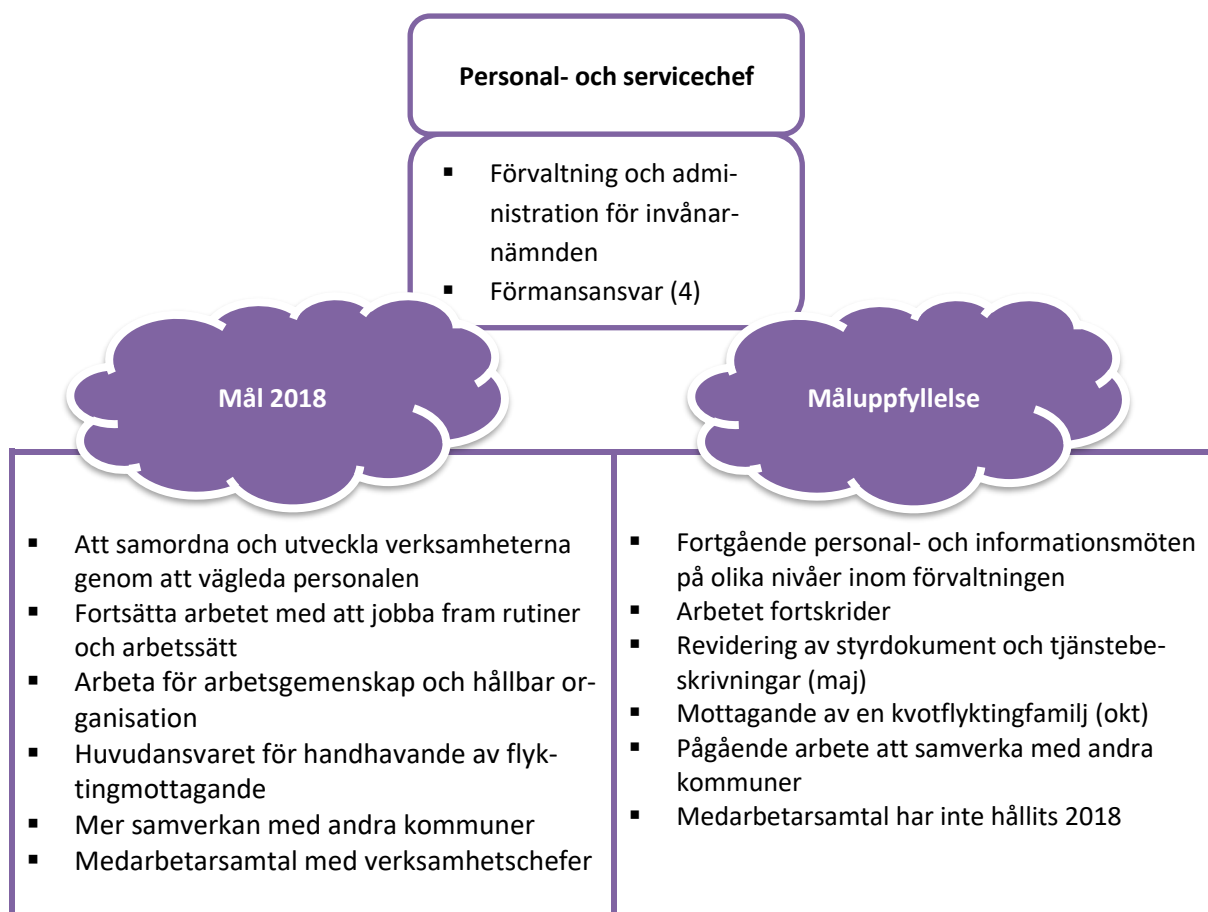 Personal- och servicechef
▪ Förvaltning och admi-
nistration för invånar-
nämnden
▪ Förmansansvar (4)
Mål 2018
▪ Att samordna och utveckla verksamheterna
genom att vägleda personalen
▪ Fortsätta arbetet med att jobba fram rutiner
och arbetssätt
▪ Arbeta för arbetsgemenskap och hållbar or-
ganisation
▪ Huvudansvaret för handhavande av flyk-
tingmottagande
▪ Mer samverkan med andra kommuner
▪ Medarbetarsamtal med verksamhetschefer
Måluppfyllelse
▪ Fortgående personal- och informationsmöten
på olika nivåer inom förvaltningen
▪ Arbetet fortskrider
▪ Revidering av styrdokument och tjänstebe-
skrivningar (maj)
▪ Mottagande av en kvotflyktingfamilj (okt)
▪ Pågående arbete att samverka med andra
kommuner
▪ Medarbetarsamtal har inte hållits 2018